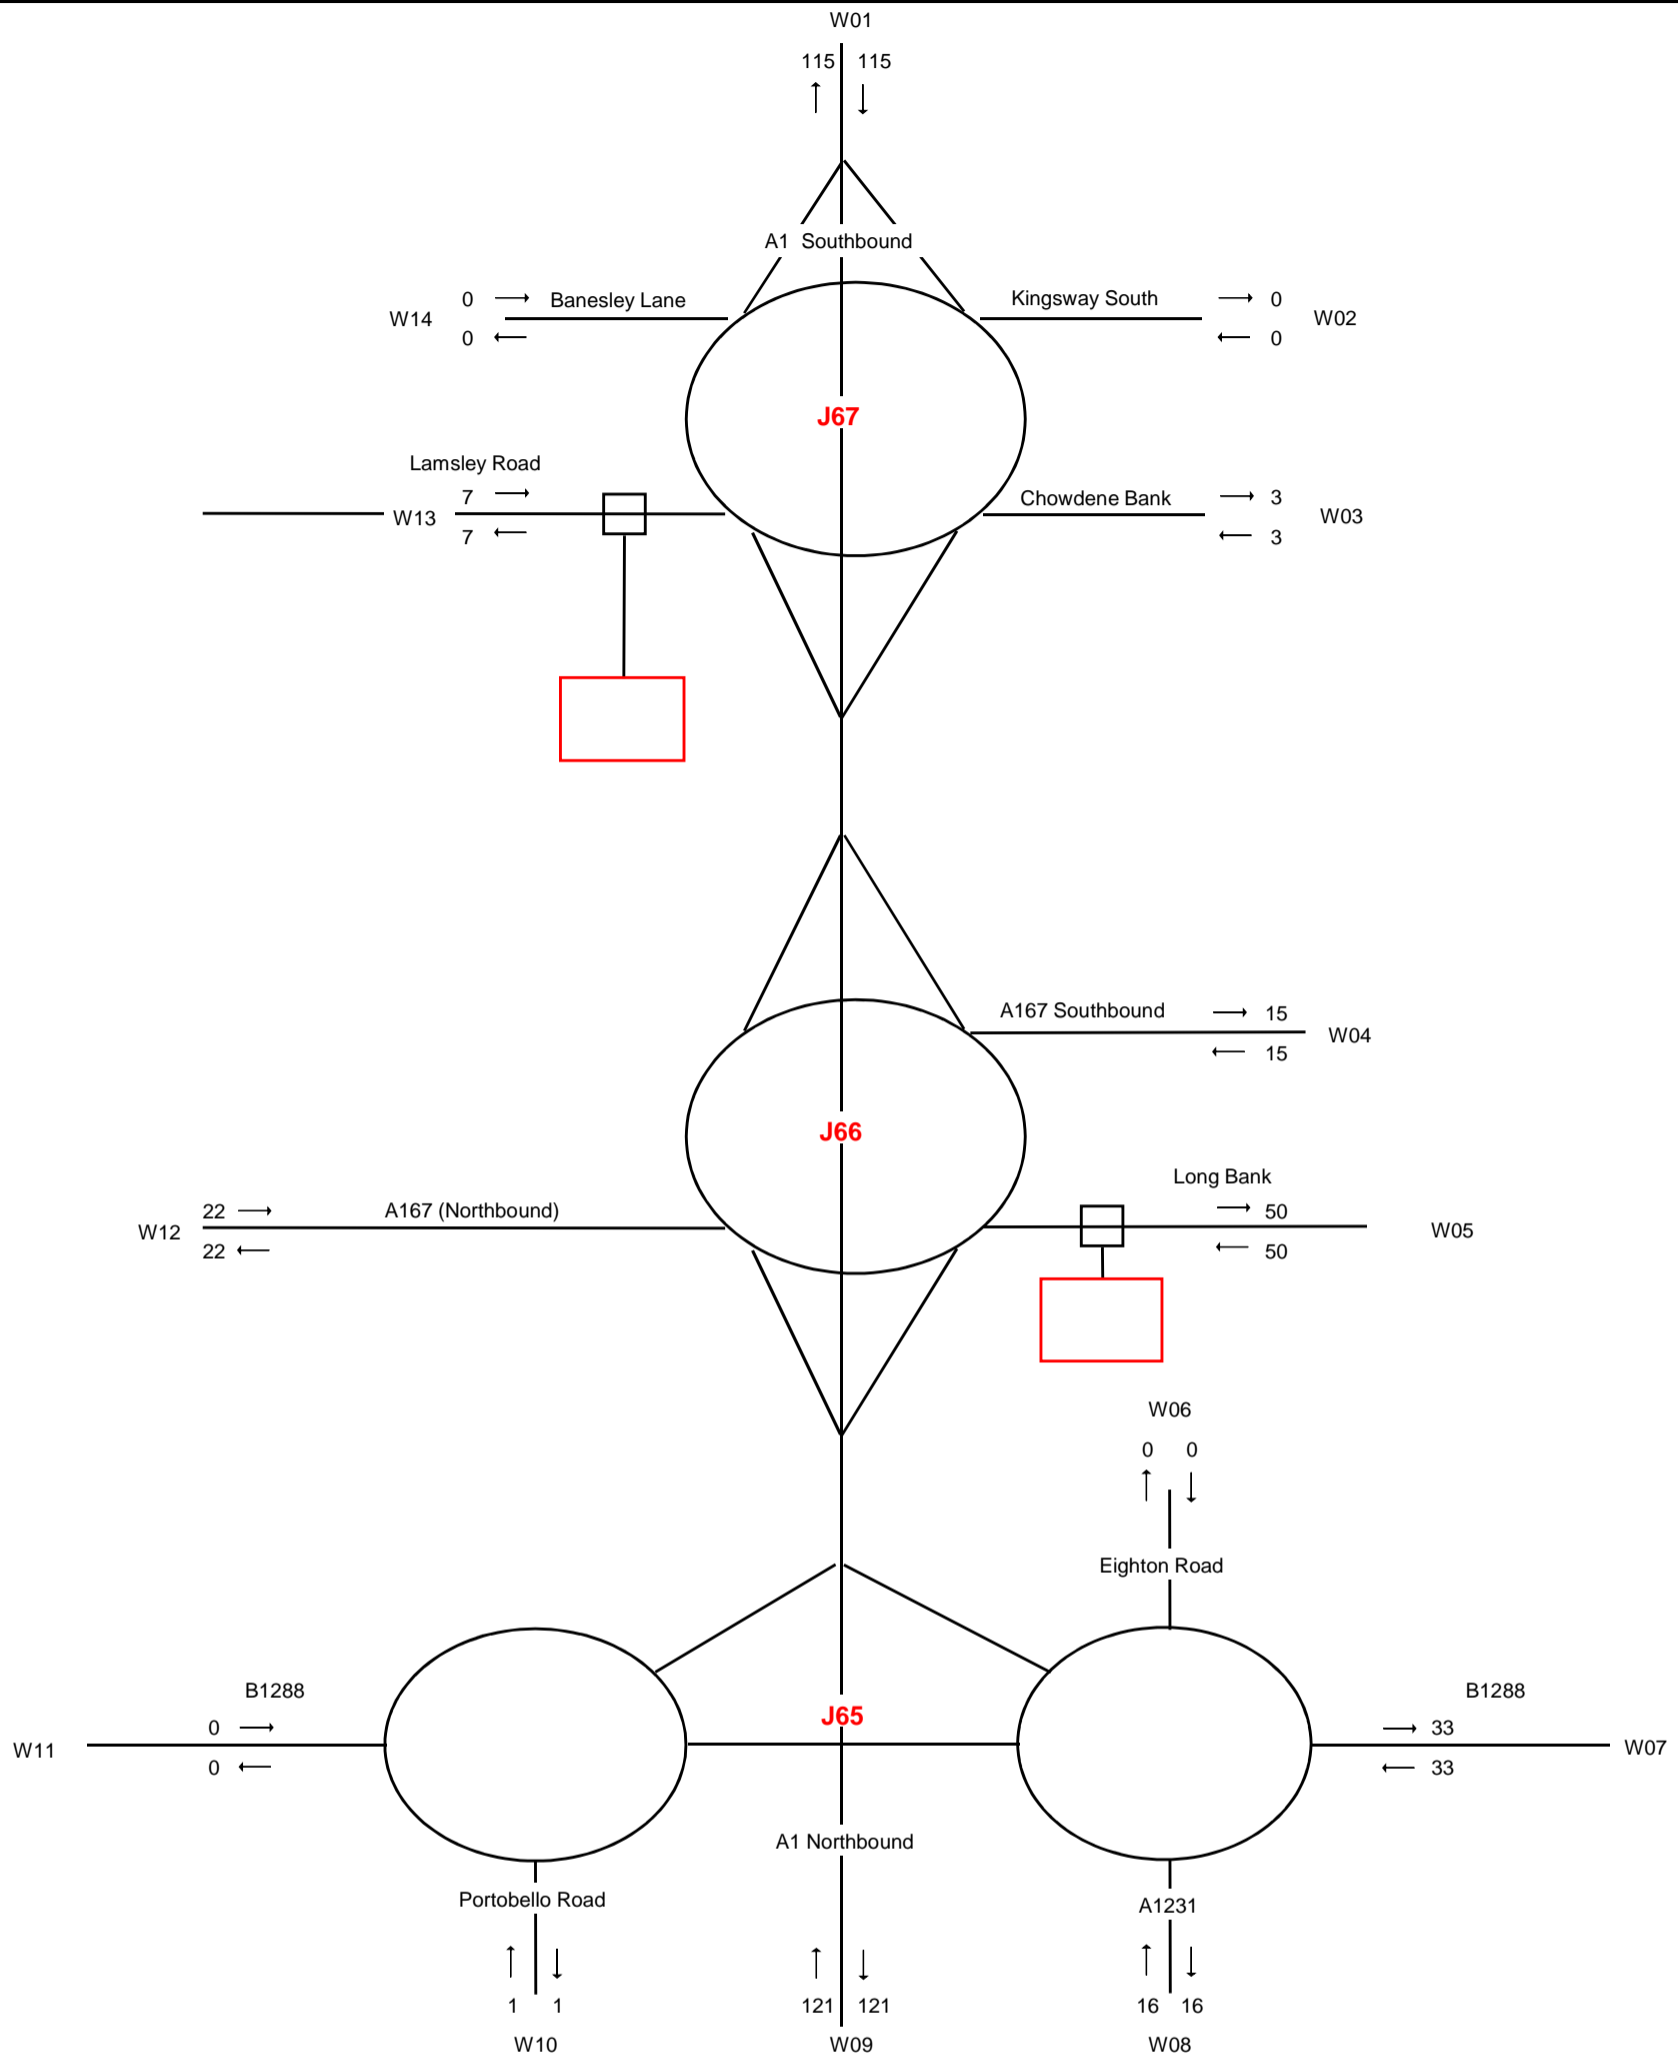 W01
115 115
A1 Southbound
0 Banesley Lane
Kingsway South 0
W14
W02
0
0
J67
Lamsley Road
7
Chowdene Bank 3
W13
W03
7
3
A167 Southbound 15
W04
15
J66
Long Bank
22 A167 (Northbound)
50
W12
W05
22
50
W06
0 0
Eighton Road
B1288
B1288
J65
0
33
W11
W07
0
33
A1 Northbound
Portobello Road
A1231
1 1
121 121
16 16
W10
W09
W08